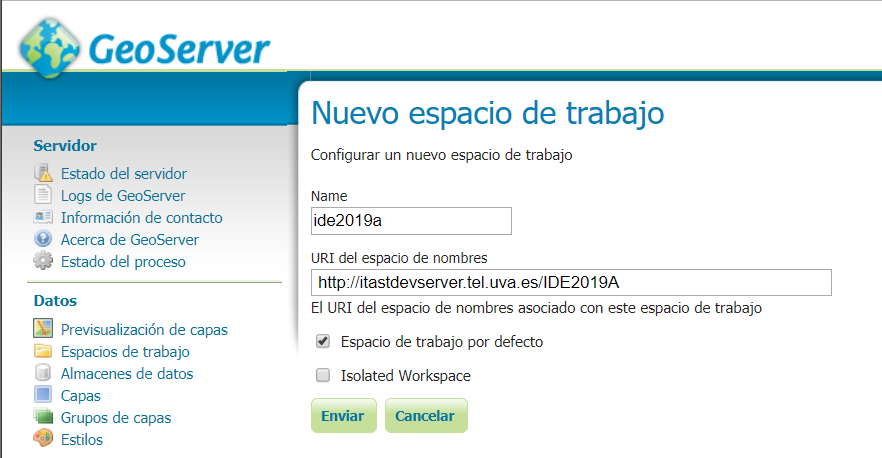 GeoServer
Servidor
Estado del servidor
Logs de GeoServer
Información de contacto
Acerca de GeoServer
Estado del proceso
Datos
Previsualización de capas
Espacios de trabajo
Almacenes de datos
Capas
Grupos de capas
Estilos
Nuevo espacio de trabajo
Configurar un nuevo espacio de trabajo
Name
ide2019a
URI del espacio de nombres
http://itastdevserver.tel.uva.es/IDE2019A
El URI del espacio de nombres asociado con este espacio de trabajo
Espacio de trabajo por defecto
Isolated Workspace
Enviar Cancelar